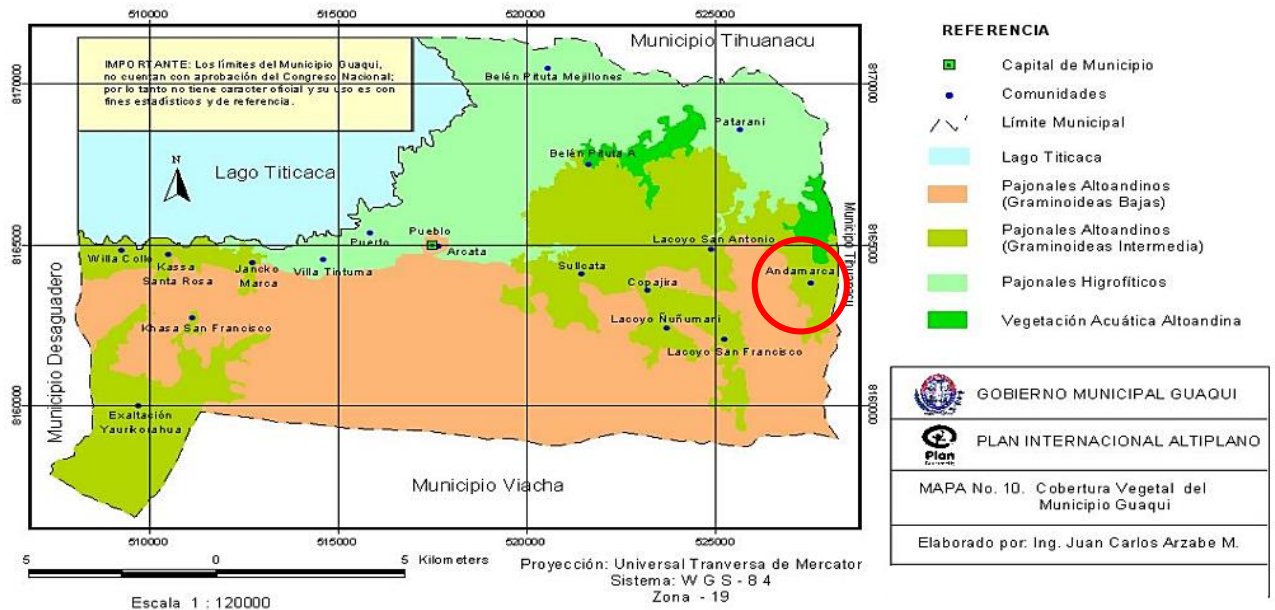 510000 515000 520000 525000
Municipio Tihuanacu
IMPORTANTE: Los límites del Municipio Guaqui,
no cuentan con aprobación del Congreso Nacional;
por lo tanto no tiene caracter oficial y su uso es con
fines estadísticos y de referencia.
8170000
8170000
Belén Pituta Mejillones
Patarani
Belén Pituta A
N
Lago Titicaca
8165000
8165000
Municipio Tihuanacu
Puerto
Pueblo
Arcata
Lacoyo San Antonio
Willa Collo
Kassa
Santa Rosa
Jancko
Marca
Villa Tintuma
Sullcata
Copajira
Andamarca
Khasa San Francisco
Lacoyo Ñuñumari
Lacoyo San Francisco
Municipio Desaguadero
8160000
8160000
Exaltación
Yaurikorahua
Municipio Viacha
510000 515000 520000 525000
5 0 5 Kilometers
Escala 1 : 120000
Proyección: Universal Tranversa de Mercator
Sistema: W G S - 8 4
Zona - 19
REFERENCIA
Capital de Municipio
Comunidades
Límite Municipal
Lago Titicaca
Pajonales Altoandinos
(Graminoideas Bajas)
Pajonales Altoandinos
(Graminoideas Intermedia)
Pajonales Higrofíticos
Vegetación Acuática Altoandina
GOBIERNO MUNICIPAL GUAQUI
Plan
PLAN INTERNACIONAL ALTIPLANO
MAPA No. 10. Cobertura Vegetal del
Municipio Guaqui
Elaborado por: Ing. Juan Carlos Arzabe M.